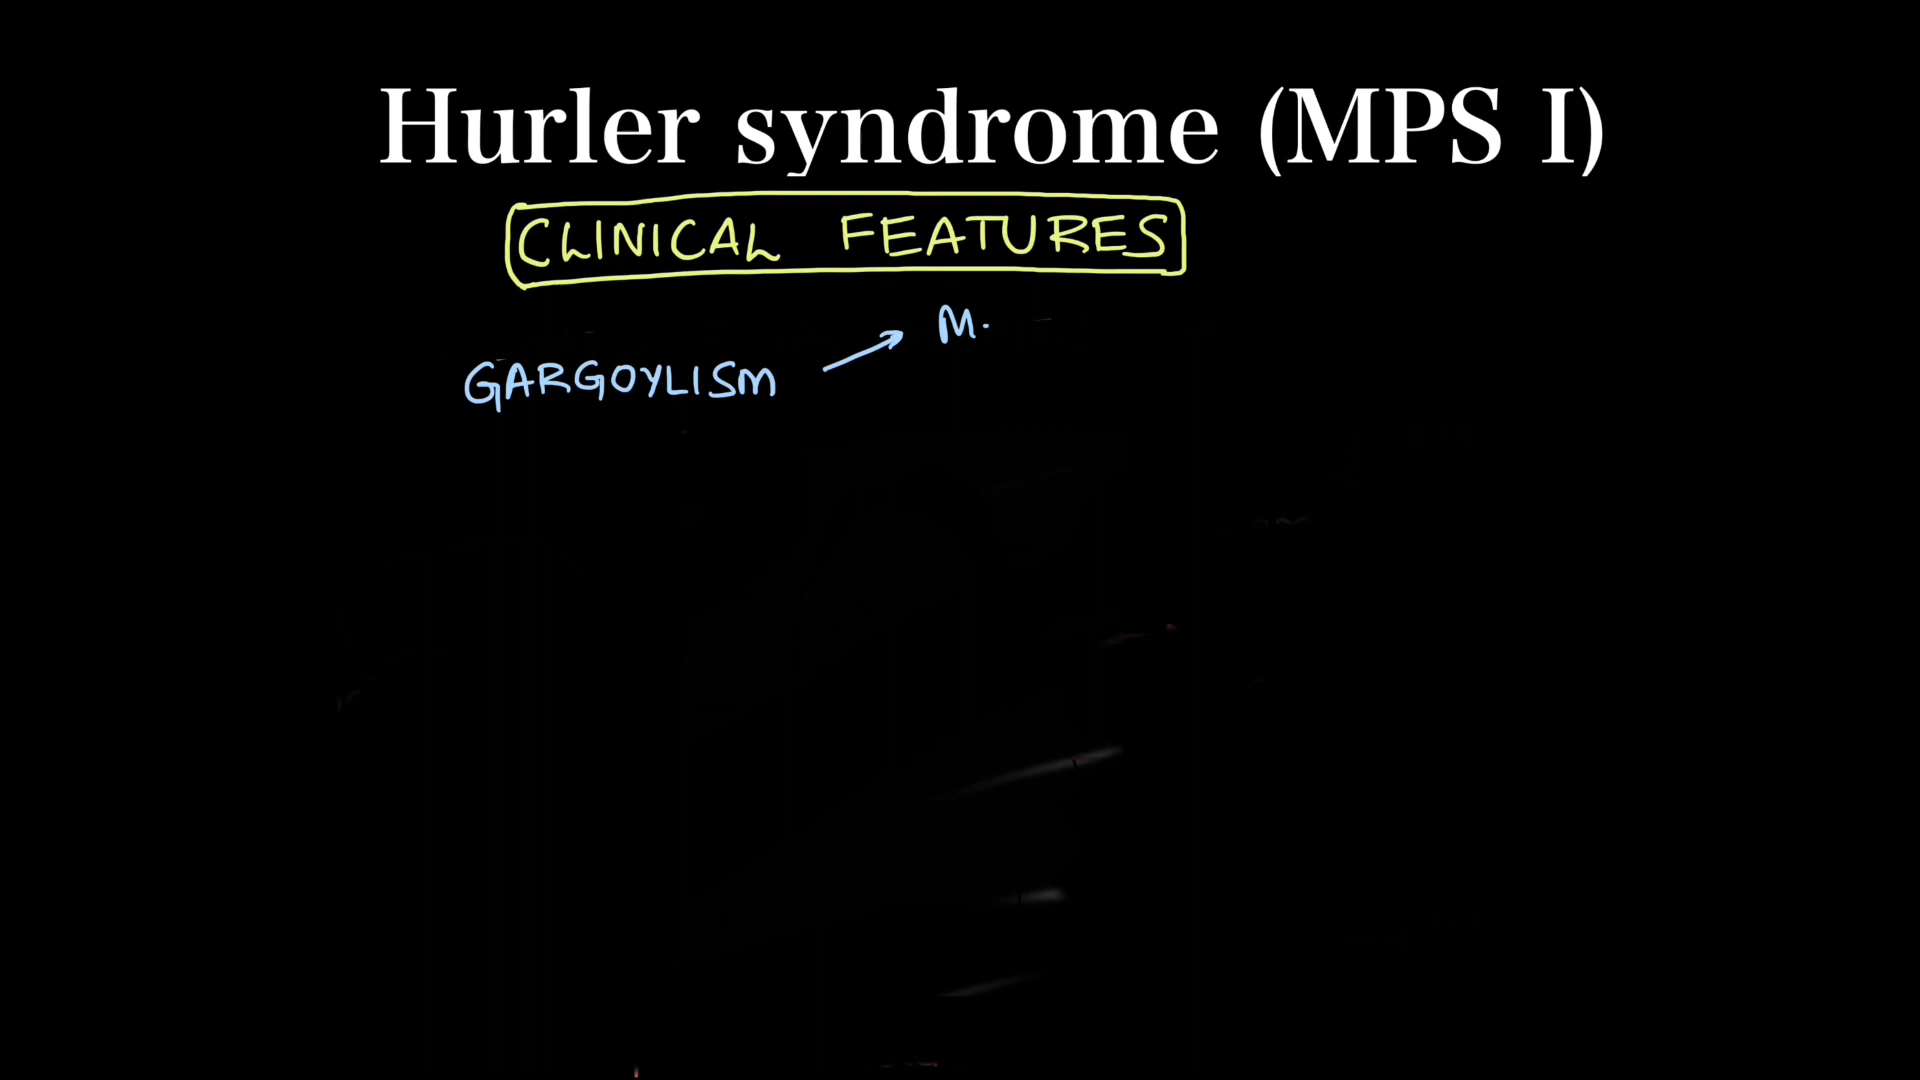 Hurler syndrome (MPS I)
CLINICAL FEATURES
GARGOYLISM → M.